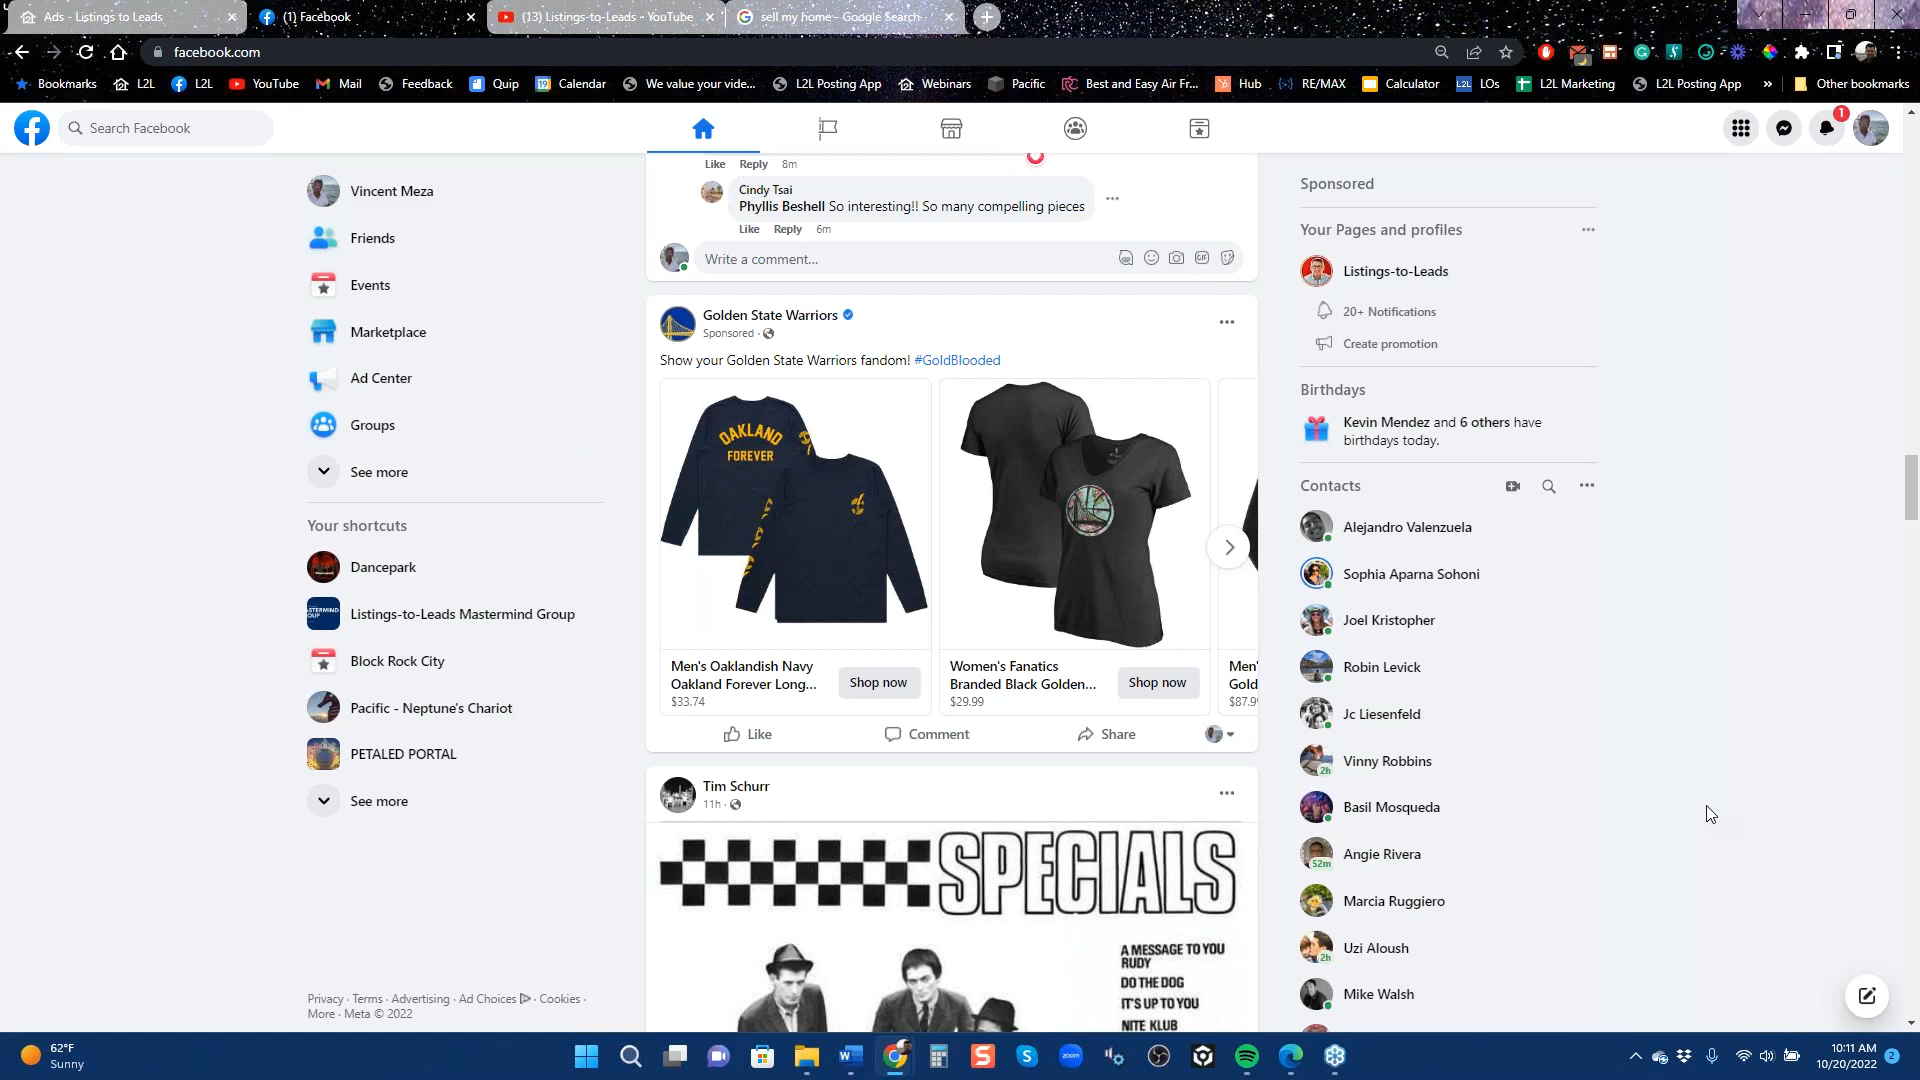 Ads - Listings to Leads
(1) Facebook
(13) Listings-to-Leads - YouTube
sell my home - Google Search
facebook.com
Bookmarks
L2L
L2L
YouTube
Mail
Feedback
Quip
Calendar
We value your vide...
L2L Posting App
Webinars
Pacific
Best and Easy Air Fr...
Hub
RE/MAX
Calculator
LOs
L2L Marketing
L2L Posting App
»
Other bookmarks
Search Facebook
1
Vincent Meza
Friends
Events
Marketplace
Ad Center
Groups
See more
Your shortcuts
Dancepark
Listings-to-Leads Mastermind Group
Block Rock City
Pacific - Neptune's Chariot
PETALED PORTAL
See more
Privacy · Terms · Advertising · Ad Choices · Cookies ·
More · Meta © 2022
Like Reply 8m
Cindy Tsai
Phyllis Beshell So interesting!! So many compelling pieces
Like Reply 6m
Write a comment...
GIF
Golden State Warriors
Sponsored ·
Show your Golden State Warriors fandom! #GoldBlooded
OAKLAND
FOREVER
Men's Oaklandish Navy
Oakland Forever Long...
$33.74
Shop now
Women's Fanatics
Branded Black Golden...
$29.99
Shop now
Men'
Gold
$87.9
Like
Comment
Share
Tim Schurr
11h ·
SPECIALS
A MESSAGE TO YOU
RUDY
DO THE DOG
IT'S UP TO YOU
NITE KLUB
Sponsored
Your Pages and profiles
Listings-to-Leads
20+ Notifications
Create promotion
Birthdays
Kevin Mendez and 6 others have
birthdays today.
Contacts
Alejandro Valenzuela
Sophia Aparna Sohoni
Joel Kristopher
Robin Levick
Jc Liesenfeld
Vinny Robbins
2h
Basil Mosqueda
Angie Rivera
52m
Marcia Ruggiero
Uzi Aloush
2h
Mike Walsh
62°F
Sunny
zoom
10:11 AM
10/20/2022
2